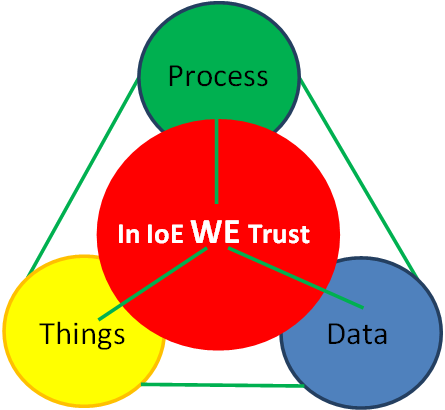 Process
In IoE WE Trust
Things
Data